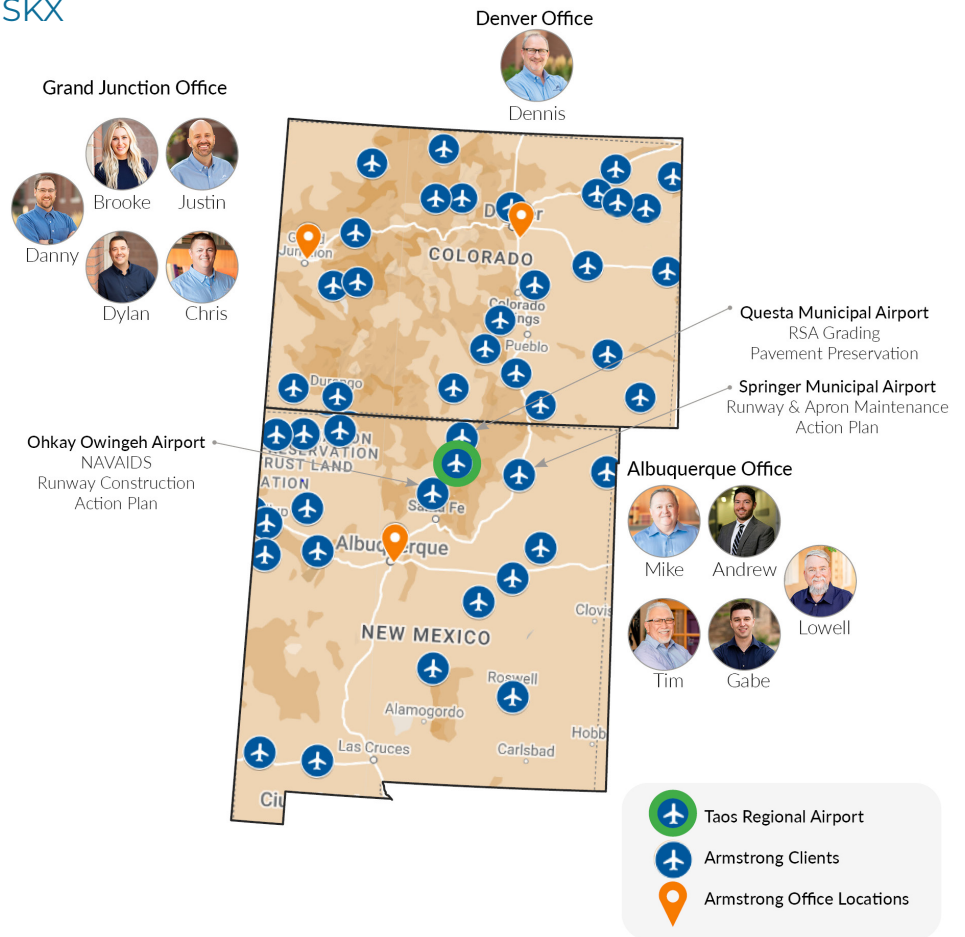 SKX
Denver Office
Dennis
Grand Junction Office
Brooke
Justin
Danny
Dylan
Chris
COLORADO
Colorado
Pueblo
Durango
Questa Municipal Airport
RSA Grading
Pavement Preservation
Springer Municipal Airport
Runway & Apron Maintenance
Action Plan
Ohkay Owingeh Airport
NAVAIDS
Runway Construction
Action Plan
TRUST LAND
Santa Fe
Albuquerque
NEW MEXICO
Clovis
Roswell
Alamogordo
Las Cruces
Carlsbad
Hobb
Albuquerque Office
Mike
Andrew
Lowell
Tim
Gabe
Taos Regional Airport
Armstrong Clients
Armstrong Office Locations